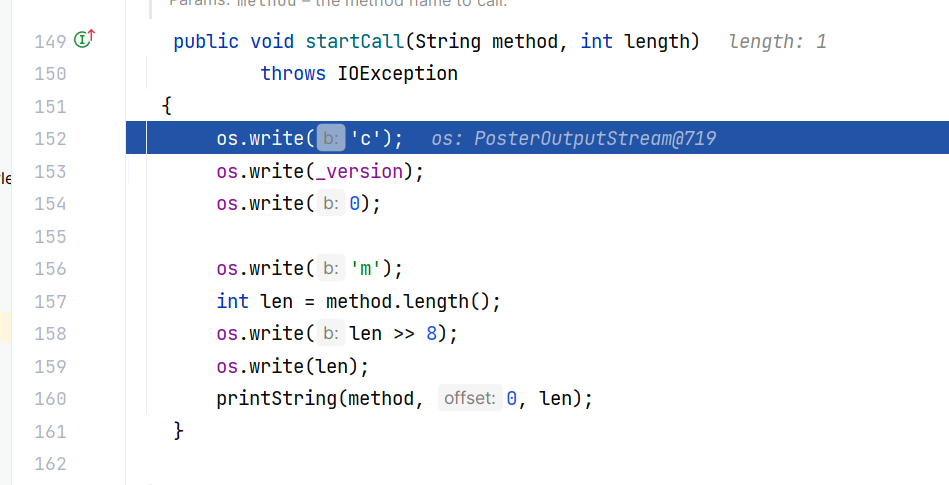 Params: method – the method name to call.
149 public void startCall(String method, int length) length: 1
150 throws IOException
151 {
152 os.write( b: 'c'); os: PosterOutputStream@719
153 os.write(_version);
154 os.write( b: 0);
155
156 os.write( b: 'm');
157 int len = method.length();
158 os.write( b: len >> 8);
159 os.write(len);
160 printString(method, offset: 0, len);
161 }
162